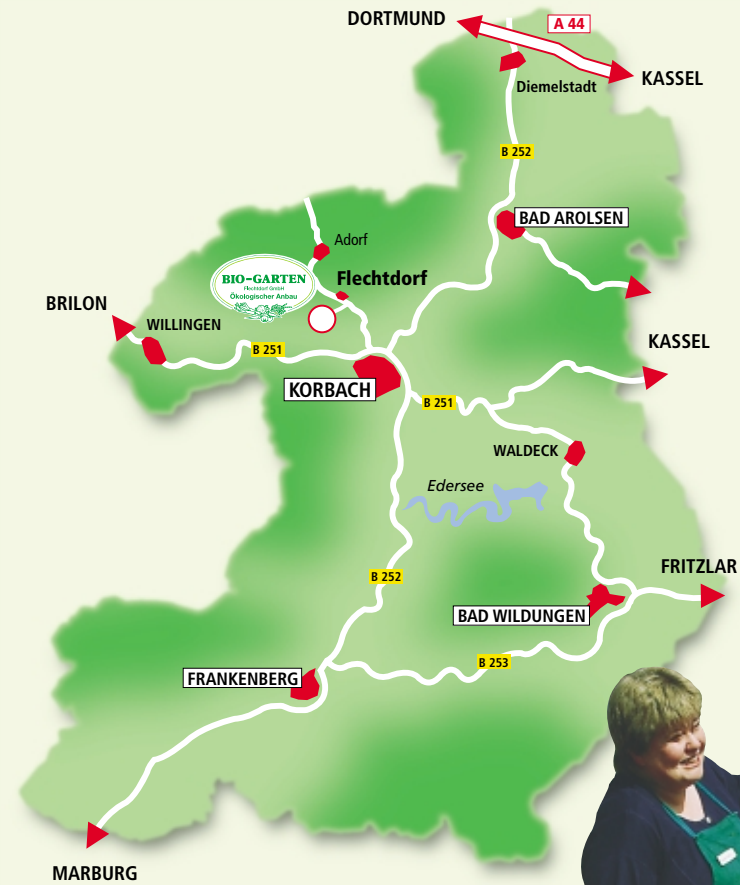 DORTMUND
A 44
KASSEL
Diemelstadt
B 252
BAD AROLSEN
Adorf
BIO-GARTEN
Flechtdorf GmbH
Ökologischer Anbau
Flechtdorf
BRILON
WILLINGEN
B 251
KASSEL
KORBACH
B 251
WALDECK
Edersee
FRITZLAR
B 252
BAD WILDUNGEN
B 253
FRANKENBERG
MARBURG